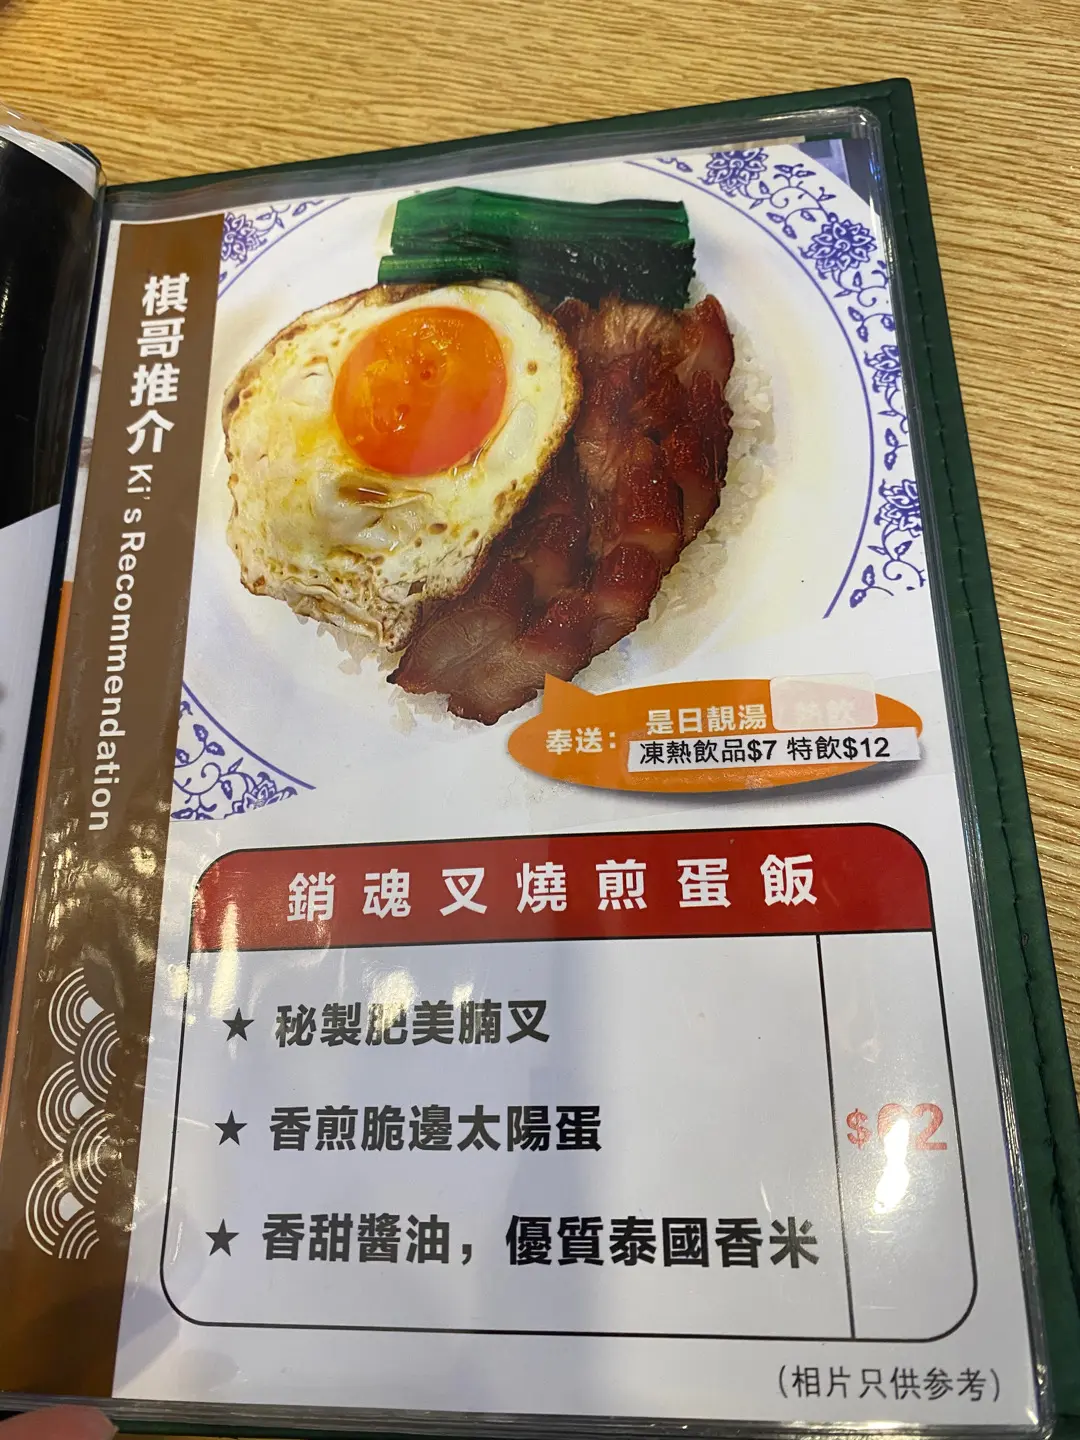 棋哥推介 Ki's Recommendation
奉送：
是日靚湯
凍熱飲品$7 特飲$12
銷魂叉燒煎蛋飯
★ 秘製肥美腩叉
★ 香煎脆邊太陽蛋
★ 香甜醬油，優質泰國香米
（相片只供参考）